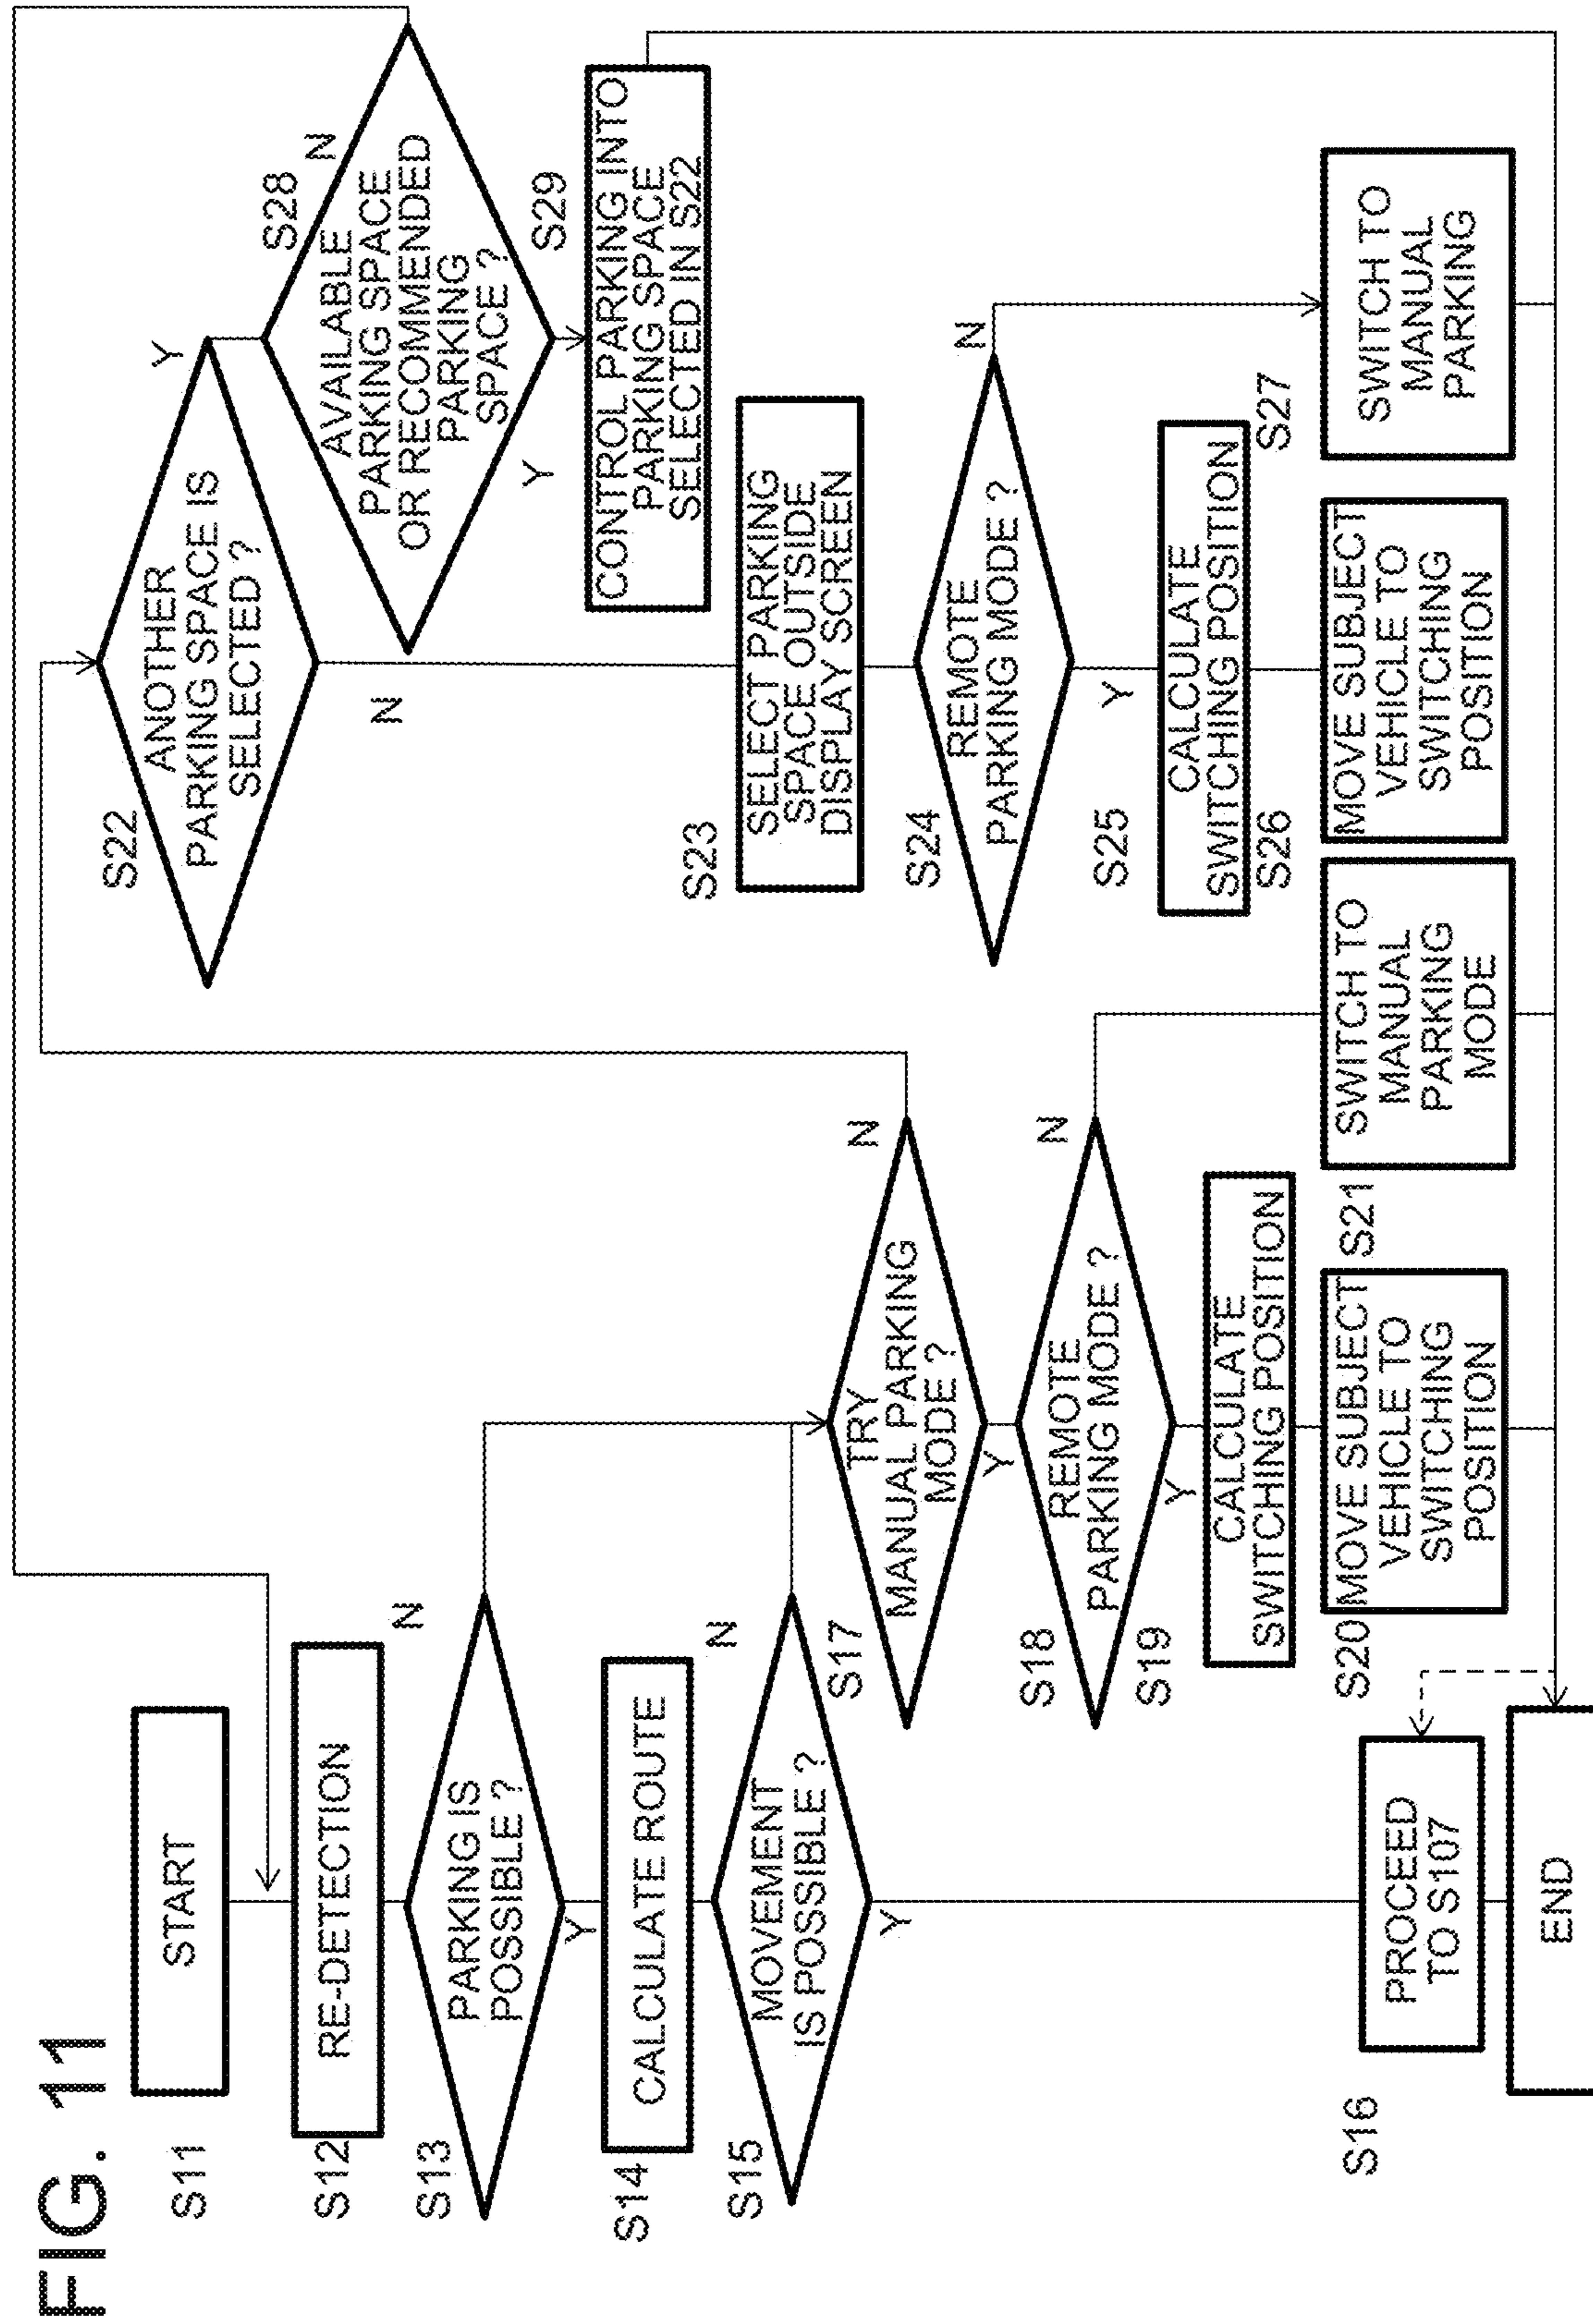 FIG. 11
S11
START
S12
RE-DETECTION
S13
PARKING IS
POSSIBLE ?
N
Y
S14
CALCULATE ROUTE
S15
MOVEMENT
IS POSSIBLE ?
N
Y
S16
PROCEED
TO S107
END
S17
TRY
MANUAL PARKING
MODE ?
N
Y
S18
REMOTE
PARKING MODE ?
N
Y
S19
CALCULATE
SWITCHING POSITION
S20
MOVE SUBJECT
VEHICLE TO
SWITCHING
POSITION
S21
SWITCH TO
MANUAL
PARKING
MODE
S22
ANOTHER
PARKING SPACE IS
SELECTED ?
Y
N
S23
SELECT PARKING
SPACE OUTSIDE
DISPLAY SCREEN
S24
REMOTE
PARKING MODE ?
N
Y
S25
CALCULATE
SWITCHING POSITION
S26
MOVE SUBJECT
VEHICLE TO
SWITCHING
POSITION
S27
SWITCH TO
MANUAL
PARKING
S28
AVAILABLE
PARKING SPACE
OR RECOMMENDED
PARKING
SPACE ?
N
Y
S29
CONTROL PARKING INTO
PARKING SPACE
SELECTED IN S22